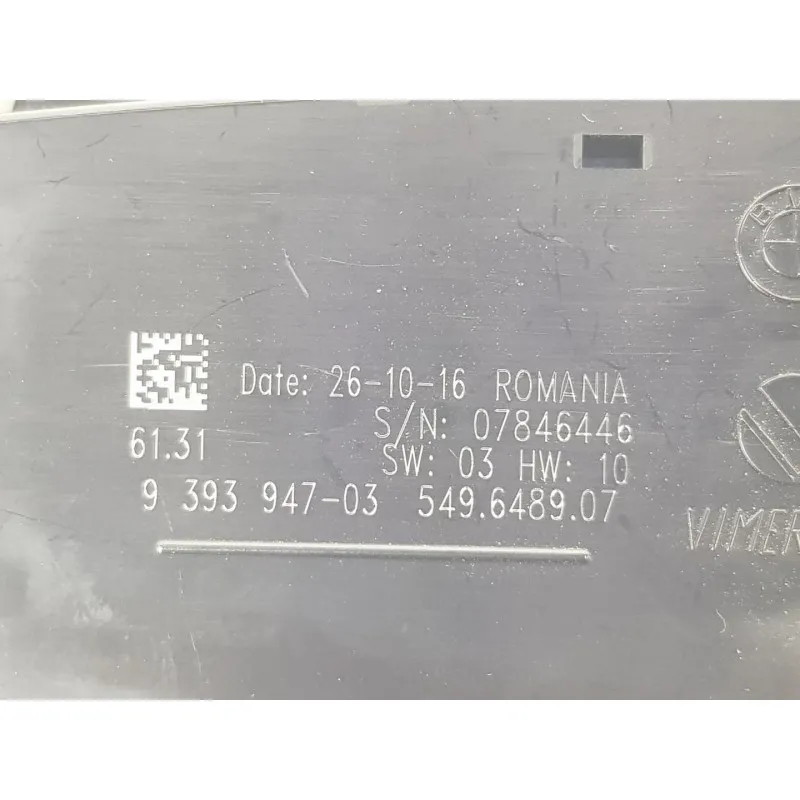 Date: 26-10-16 ROMANIA
S/N: 07846446
61.31
SW: 03 HW: 10
9 393 947-03 549.6489.07